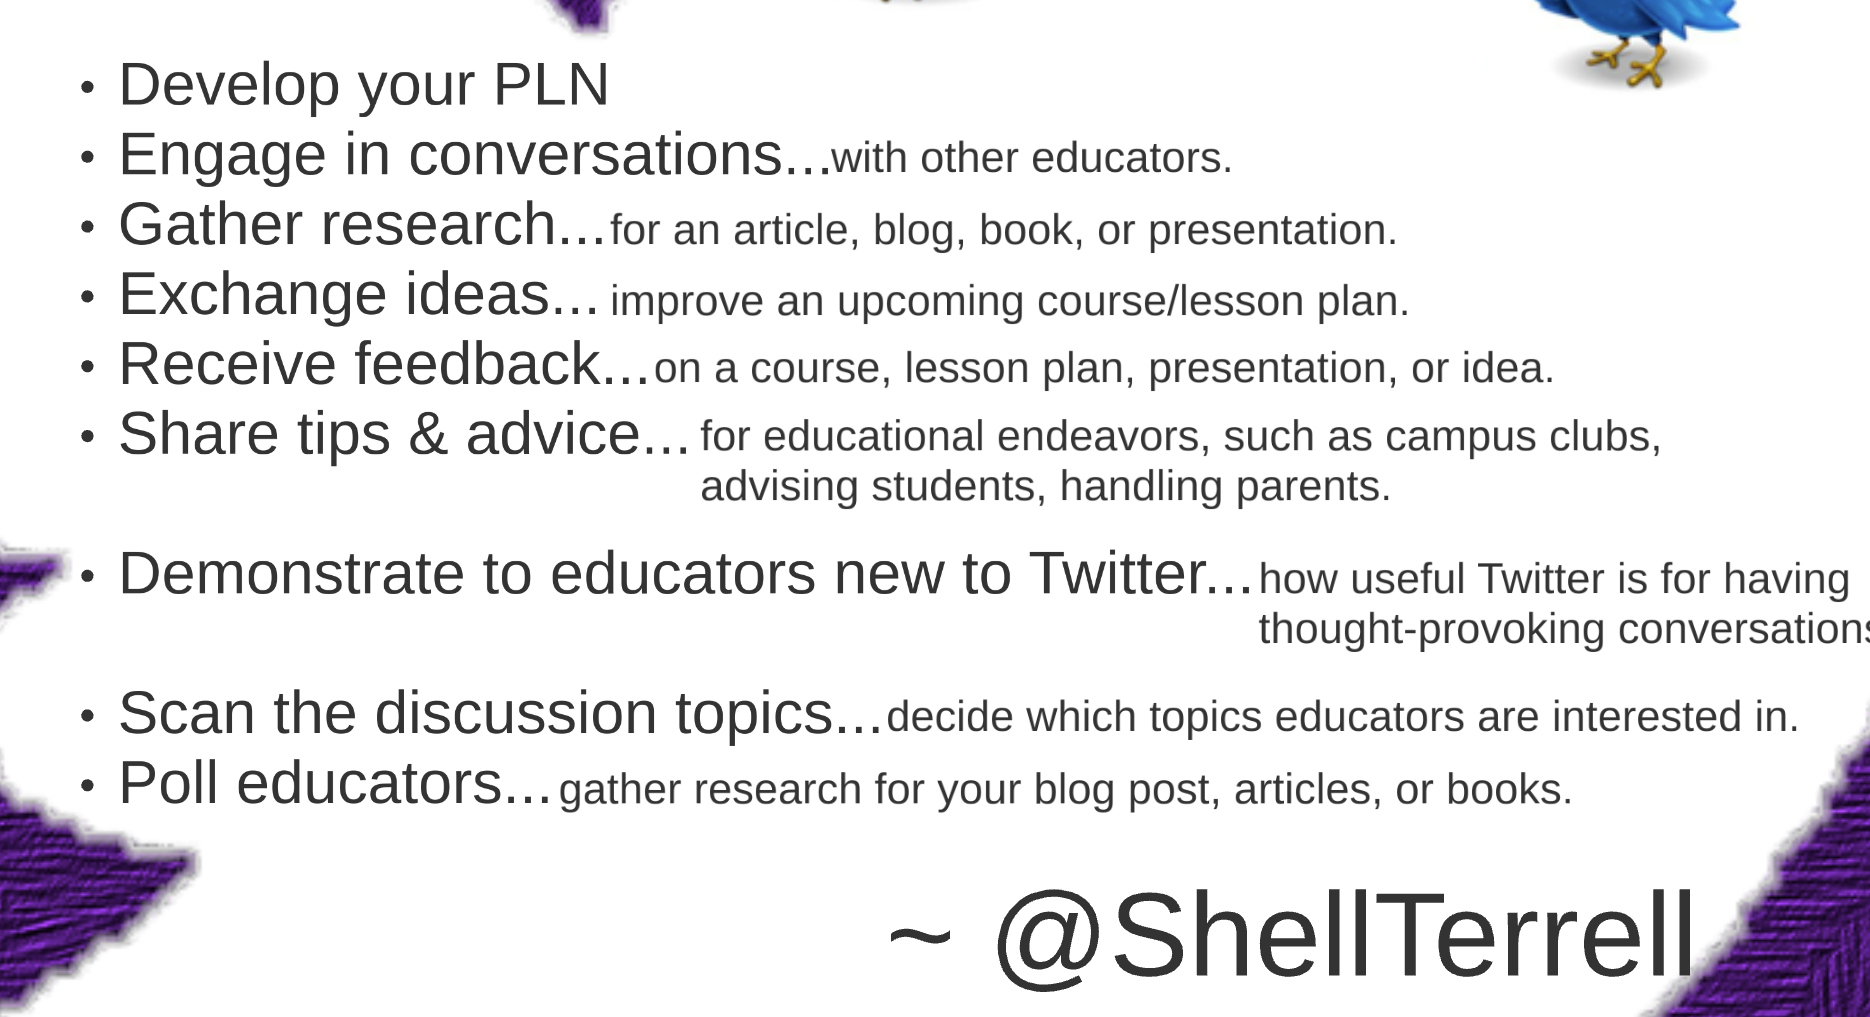 • Develop your PLN
• Engage in conversations...with other educators.
• Gather research...for an article, blog, book, or presentation.
• Exchange ideas... improve an upcoming course/lesson plan.
• Receive feedback...on a course, lesson plan, presentation, or idea.
• Share tips & advice... for educational endeavors, such as campus clubs,
advising students, handling parents.
• Demonstrate to educators new to Twitter...how useful Twitter is for having
thought-provoking conversations
• Scan the discussion topics...decide which topics educators are interested in.
• Poll educators...gather research for your blog post, articles, or books.
~ @ShellTerrell